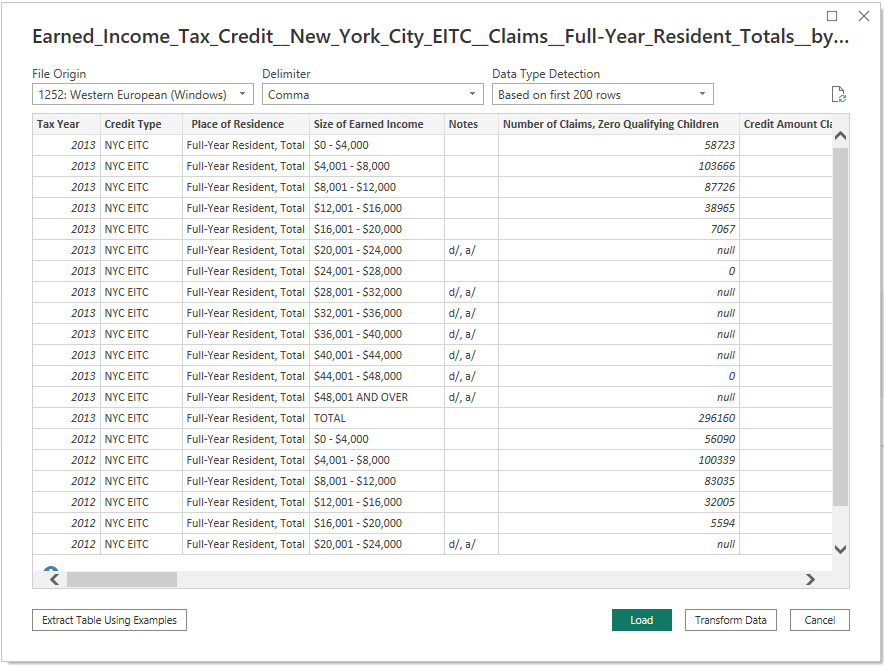 Earned_Income_Tax_Credit__New_York_City_EITC__Claims__Full-Year_Resident_Totals__by...
File Origin Delimiter Data Type Detection
1252: Western European (Windows) Comma Based on first 200 rows
Tax Year Credit Type Place of Residence Size of Earned Income Notes Number of Claims, Zero Qualifying Children Credit Amount Cla
2013 NYC EITC Full-Year Resident, Total $0 - $4,000 58723
2013 NYC EITC Full-Year Resident, Total $4,001 - $8,000 103666
2013 NYC EITC Full-Year Resident, Total $8,001 - $12,000 87726
2013 NYC EITC Full-Year Resident, Total $12,001 - $16,000 38965
2013 NYC EITC Full-Year Resident, Total $16,001 - $20,000 7067
2013 NYC EITC Full-Year Resident, Total $20,001 - $24,000 d/, a/ null
2013 NYC EITC Full-Year Resident, Total $24,001 - $28,000 0
2013 NYC EITC Full-Year Resident, Total $28,001 - $32,000 d/, a/ null
2013 NYC EITC Full-Year Resident, Total $32,001 - $36,000 d/, a/ null
2013 NYC EITC Full-Year Resident, Total $36,001 - $40,000 d/, a/ null
2013 NYC EITC Full-Year Resident, Total $40,001 - $44,000 d/, a/ null
2013 NYC EITC Full-Year Resident, Total $44,001 - $48,000 d/, a/ 0
2013 NYC EITC Full-Year Resident, Total $48,001 AND OVER d/, a/ null
2013 NYC EITC Full-Year Resident, Total TOTAL 296160
2012 NYC EITC Full-Year Resident, Total $0 - $4,000 56090
2012 NYC EITC Full-Year Resident, Total $4,001 - $8,000 100339
2012 NYC EITC Full-Year Resident, Total $8,001 - $12,000 83035
2012 NYC EITC Full-Year Resident, Total $12,001 - $16,000 32005
2012 NYC EITC Full-Year Resident, Total $16,001 - $20,000 5594
2012 NYC EITC Full-Year Resident, Total $20,001 - $24,000 d/, a/ null
Extract Table Using Examples Load Transform Data Cancel